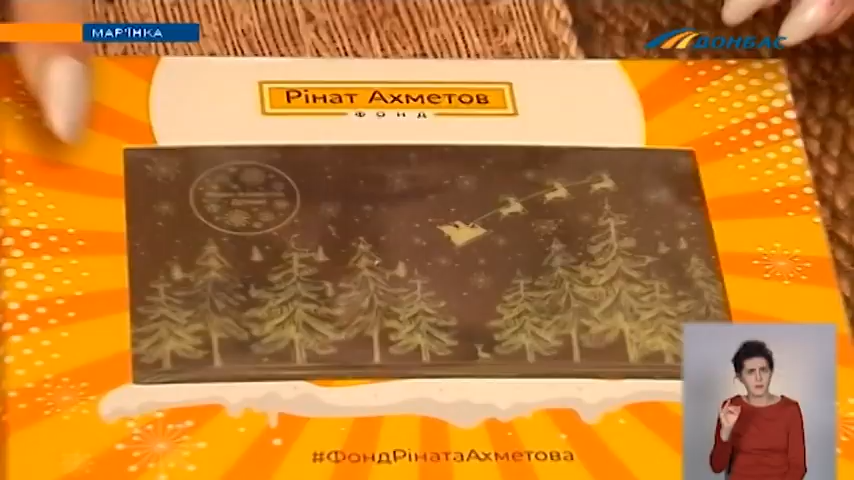 МАР'ЇНКА
ДОНБАС
Рінат Ахметов
ФОНД
#ФондРінатаАхметова